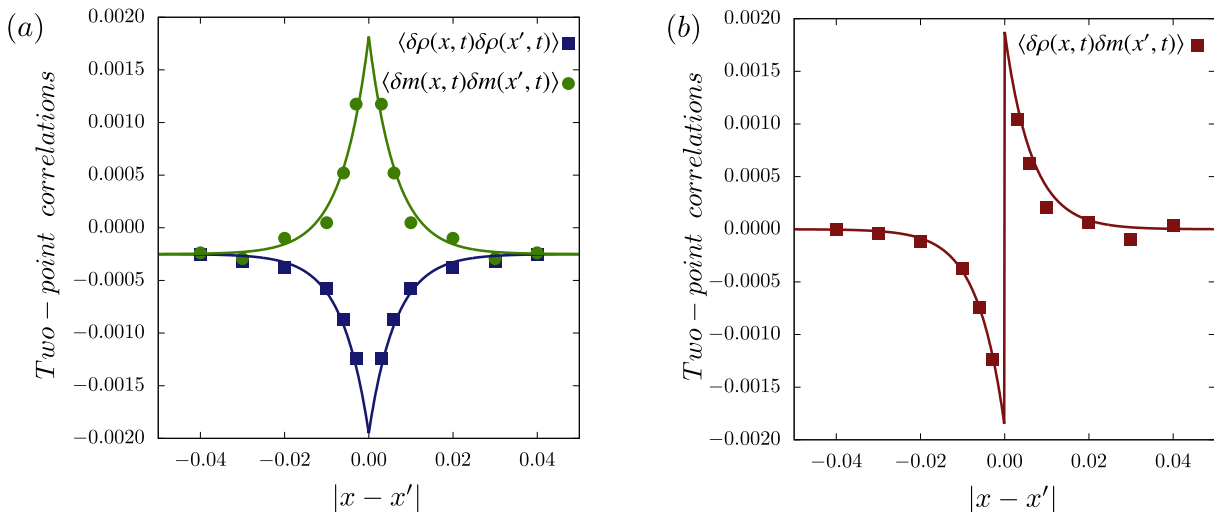 (a)
Two−point correlations
0.0020
0.0015
0.0010
0.0005
0.0000
−0.0005
−0.0010
−0.0015
−0.0020
⟨δρ(x,t)δρ(x′,t)⟩
⟨δm(x,t)δm(x′,t)⟩
−0.04 −0.02 0.00 0.02 0.04
|x − x′|
(b)
Two−point correlations
0.0020
0.0015
0.0010
0.0005
0.0000
−0.0005
−0.0010
−0.0015
−0.0020
⟨δρ(x,t)δm(x′,t)⟩
−0.04 −0.02 0.00 0.02 0.04
|x − x′|